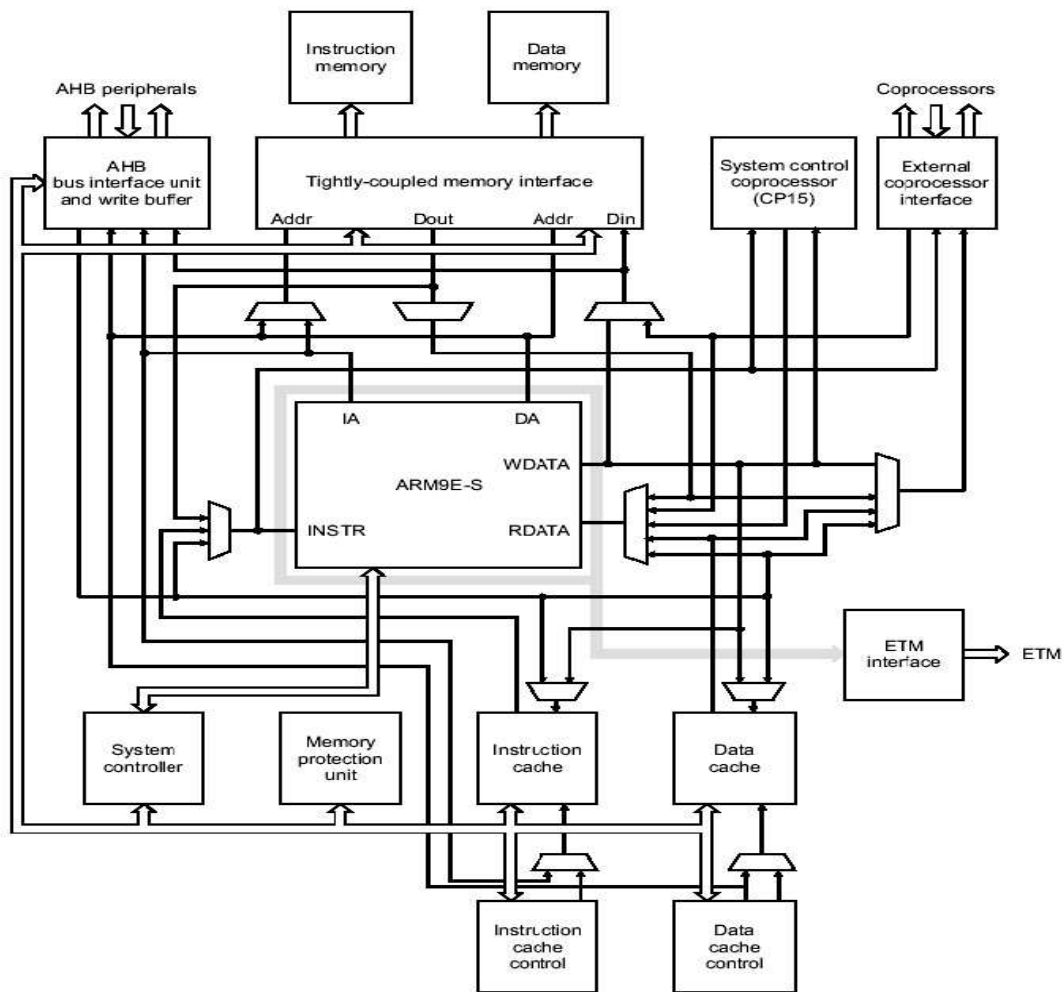 Instruction
memory
Data
memory
AHB peripherals
Coprocessors
AHB
bus interface unit
and write buffer
Tightly-coupled memory interface
Addr
Dout
Addr
Din
System control
coprocessor
(CP15)
External
coprocessor
interface
IA
DA
WDATA
ARM9E-S
INSTR
RDATA
ETM
interface
ETM
System
controller
Memory
protection
unit
Instruction
cache
Data
cache
Instruction
cache
control
Data
cache
control